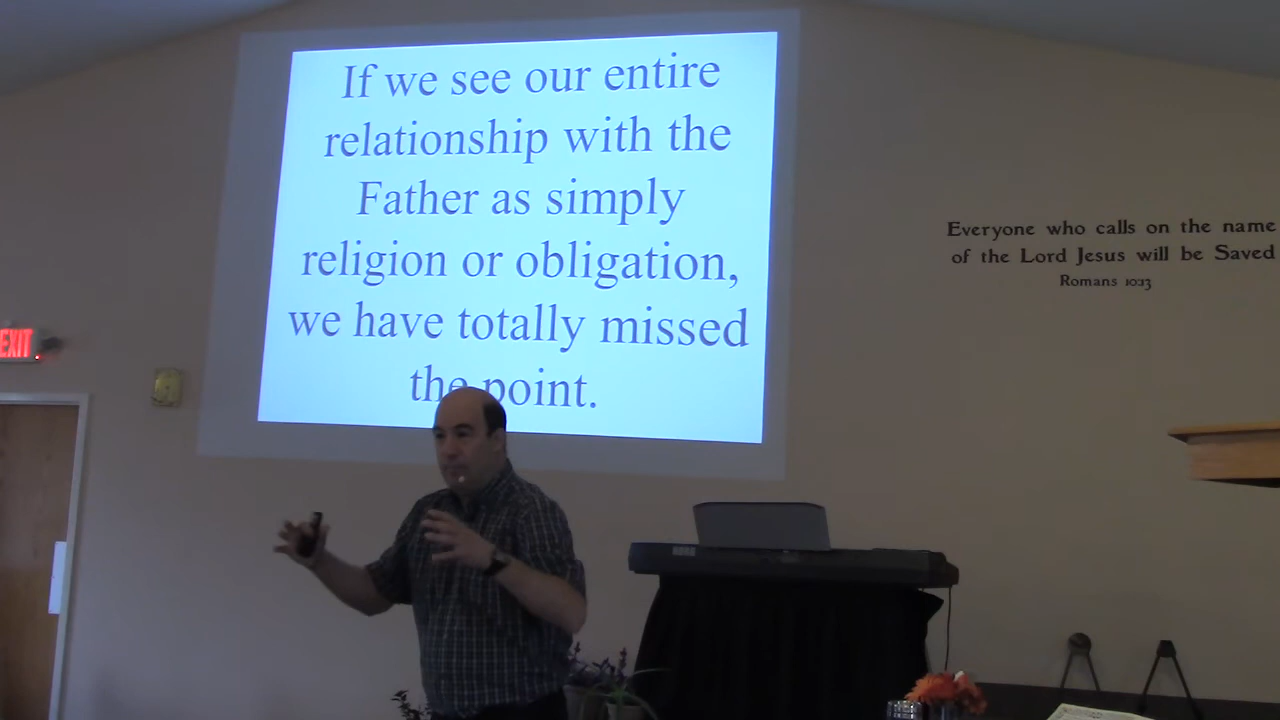 If we see our entire
relationship with the
Father as simply
religion or obligation,
we have totally missed
the point.
Everyone who calls on the name
of the Lord Jesus will be Saved
Romans 10:13
EXIT
KORG